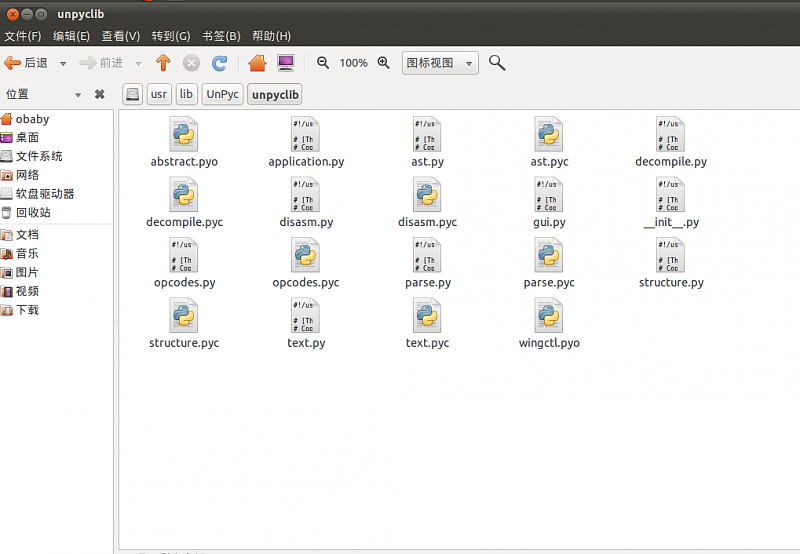 unpyclib
文件(F) 编辑(E) 查看(V) 转到(G) 书签(B) 帮助(H)
后退 前进 100% 图标视图
位置 usr lib UnPyc unpyclib
obaby
桌面
文件系统
网络
软盘驱动器
回收站
文档
音乐
图片
视频
下载
abstract.pyo application.py ast.py ast.pyc decompile.py
decompile.pyc disasm.py disasm.pyc gui.py __init__.py
opcodes.py opcodes.pyc parse.py parse.pyc structure.py
structure.pyc text.py text.pyc wingctl.pyo